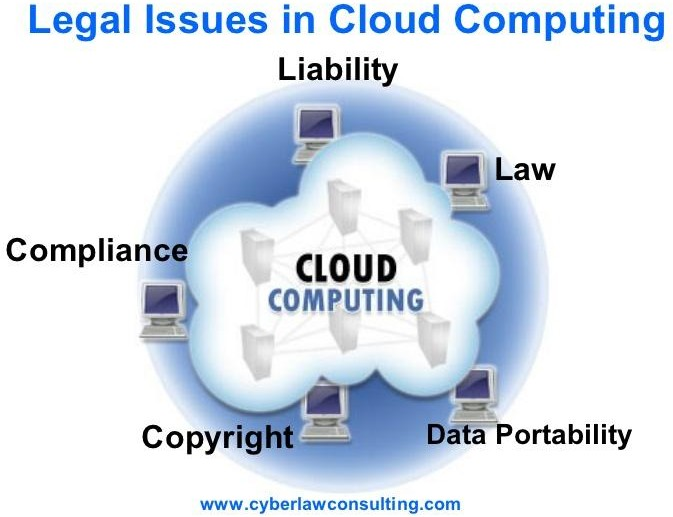 Legal Issues in Cloud Computing
Liability
Law
Compliance
CLOUD
COMPUTING
Copyright
Data Portability
www.cyberlawconsulting.com